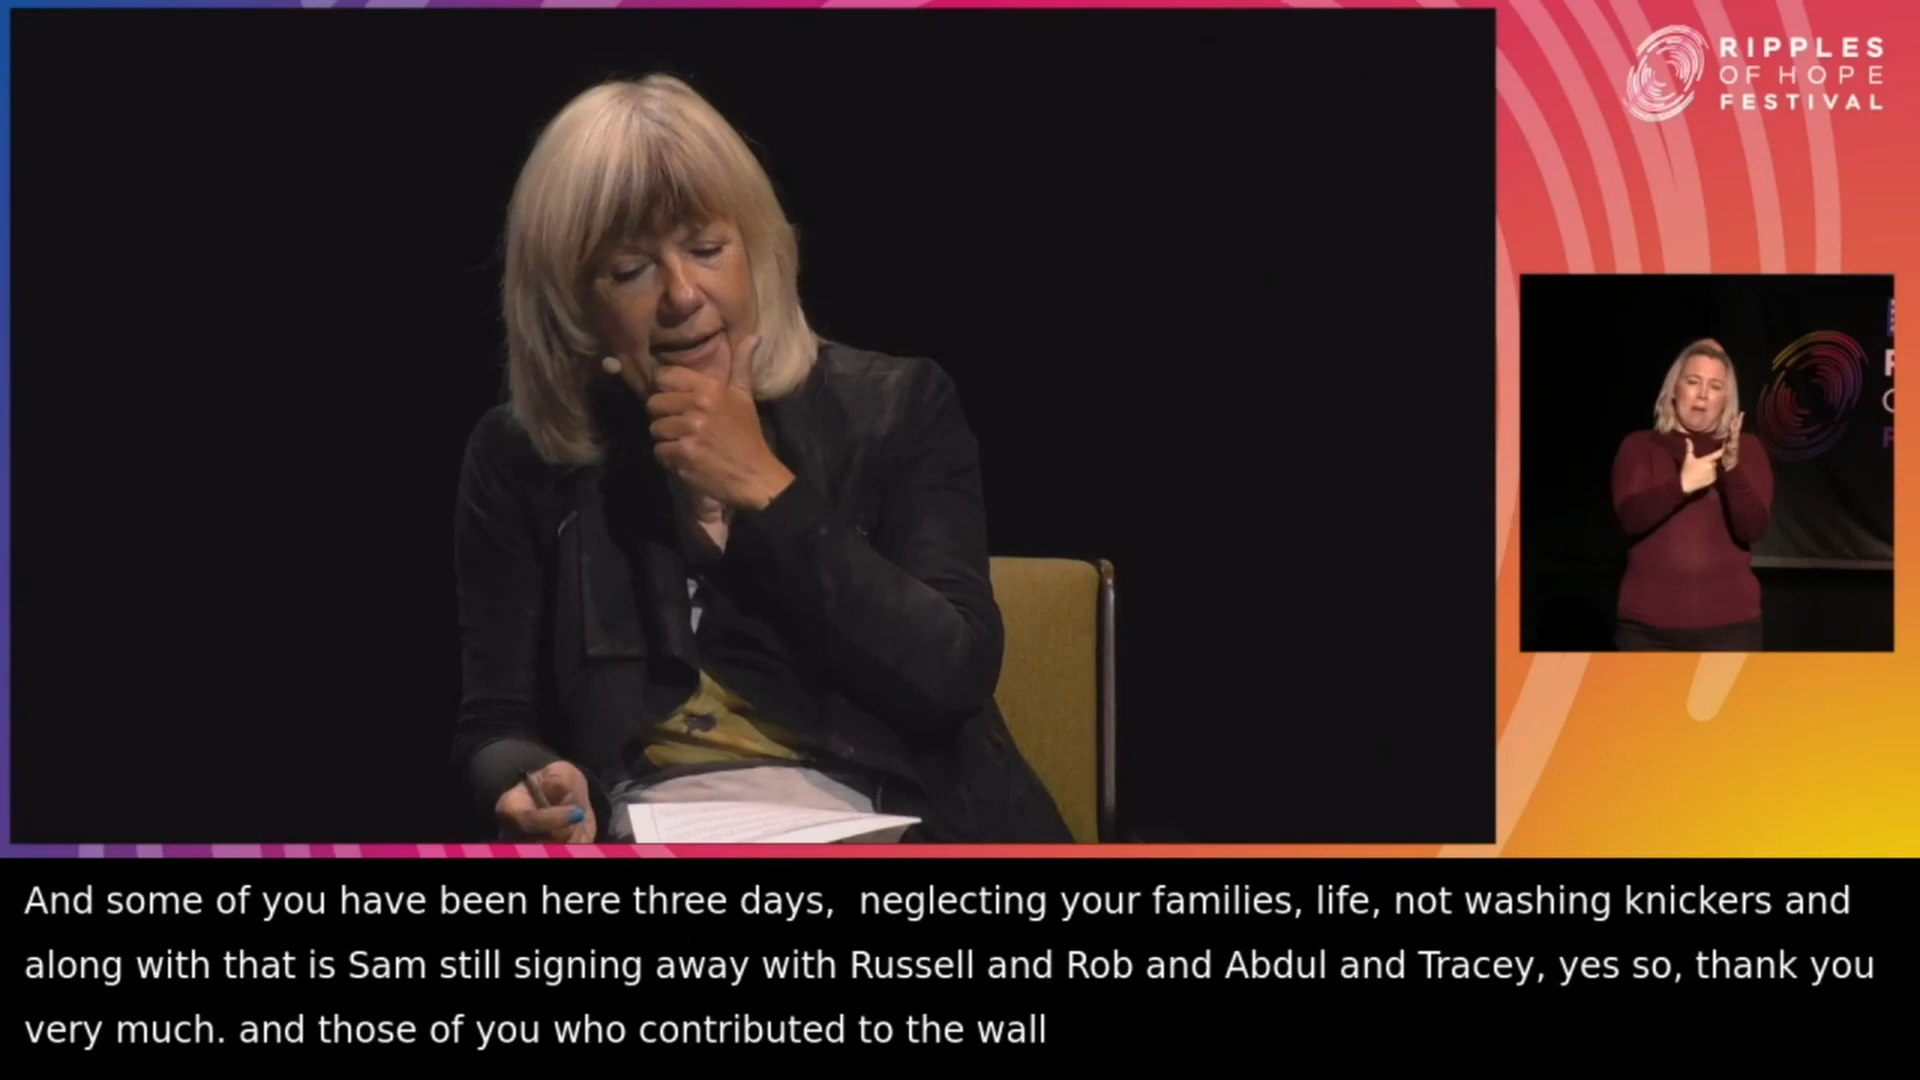 RIPPLES
OF HOPE
FESTIVAL
And some of you have been here three days,  neglecting your families, life, not washing knickers and
along with that is Sam still signing away with Russell and Rob and Abdul and Tracey, yes so, thank you
very much. and those of you who contributed to the wall